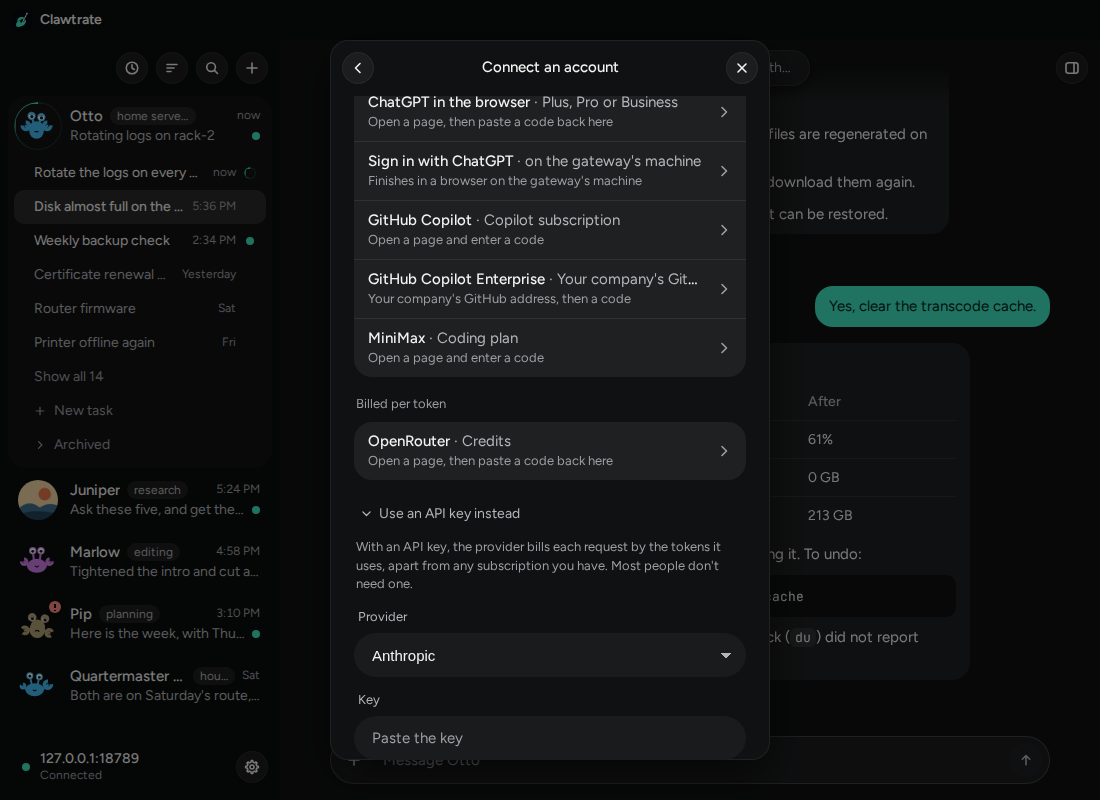 Clawtrate
Otto
home serve...
now
Rotating logs on rack-2
Rotate the logs on every ...
now
Disk almost full on the ...
5:36 PM
Weekly backup check
2:34 PM
Certificate renewal ...
Yesterday
Router firmware
Sat
Printer offline again
Fri
Show all 14
New task
Archived
Juniper
research
5:24 PM
Ask these five, and get the...
Marlow
editing
4:58 PM
Tightened the intro and cut a...
Pip
planning
3:10 PM
Here is the week, with Thu...
Quartermaster ...
hou...
Sat
Both are on Saturday's route,...
127.0.0.1:18789
Connected
Connect an account
ChatGPT in the browser · Plus, Pro or Business
Open a page, then paste a code back here
Sign in with ChatGPT · on the gateway's machine
Finishes in a browser on the gateway's machine
GitHub Copilot · Copilot subscription
Open a page and enter a code
GitHub Copilot Enterprise · Your company's Git...
Your company's GitHub address, then a code
MiniMax · Coding plan
Open a page and enter a code
Billed per token
OpenRouter · Credits
Open a page, then paste a code back here
Use an API key instead
With an API key, the provider bills each request by the tokens it
uses, apart from any subscription you have. Most people don't
need one.
Provider
Anthropic
Key
Paste the key
th...
files are regenerated on
download them again.
t can be restored.
Yes, clear the transcode cache.
After
61%
0 GB
213 GB
ng it. To undo:
cache
ck ( du ) did not report
Message Otto